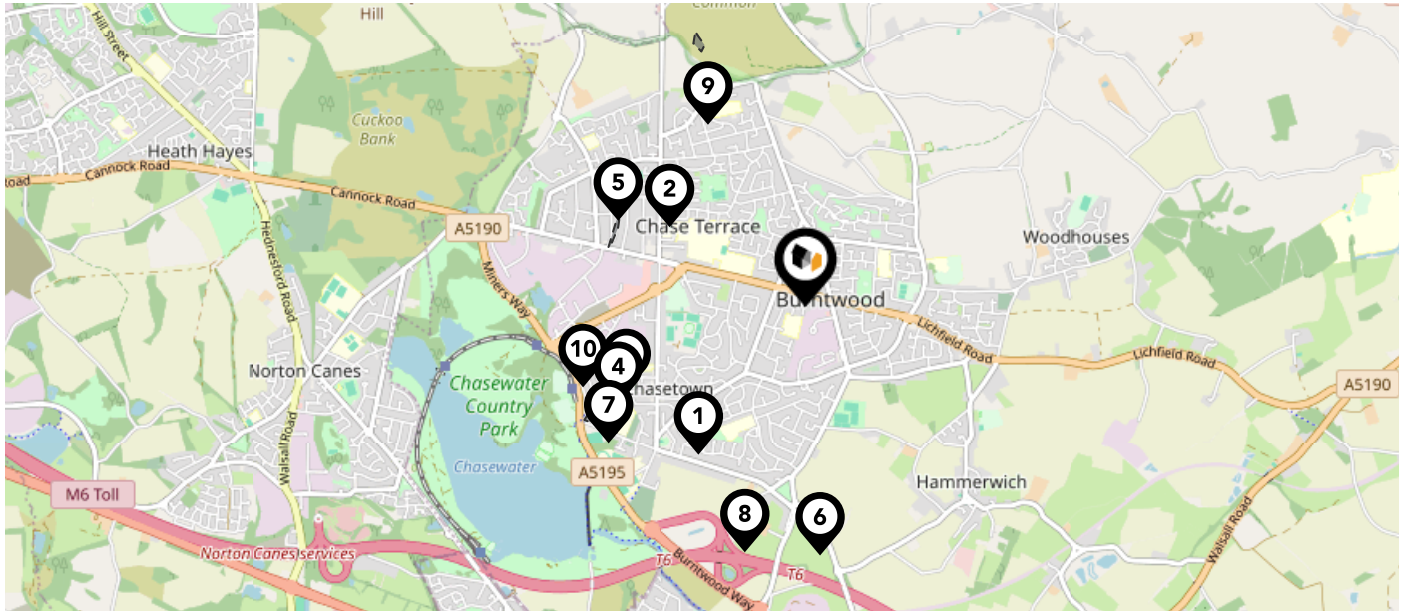 Common
Hill
Hill Street
9
Cuckoo
Bank
Heath Hayes
Cannock Road
Road
Cannock Road
5
2
A5190
Chase Terrace
Woodhouses
Hednesford Road
Miners Way
Burntwood
Lichfield Road
Lichfield Road
10
4
A5190
Norton Canes
Chasewater
Country
Park
Chasetown
7
1
Walsall Road
Chasewater
A5195
Hammerwich
M6 Toll
8
6
Walsall Road
Norton Canes services
T6
T6
Burntwood Way